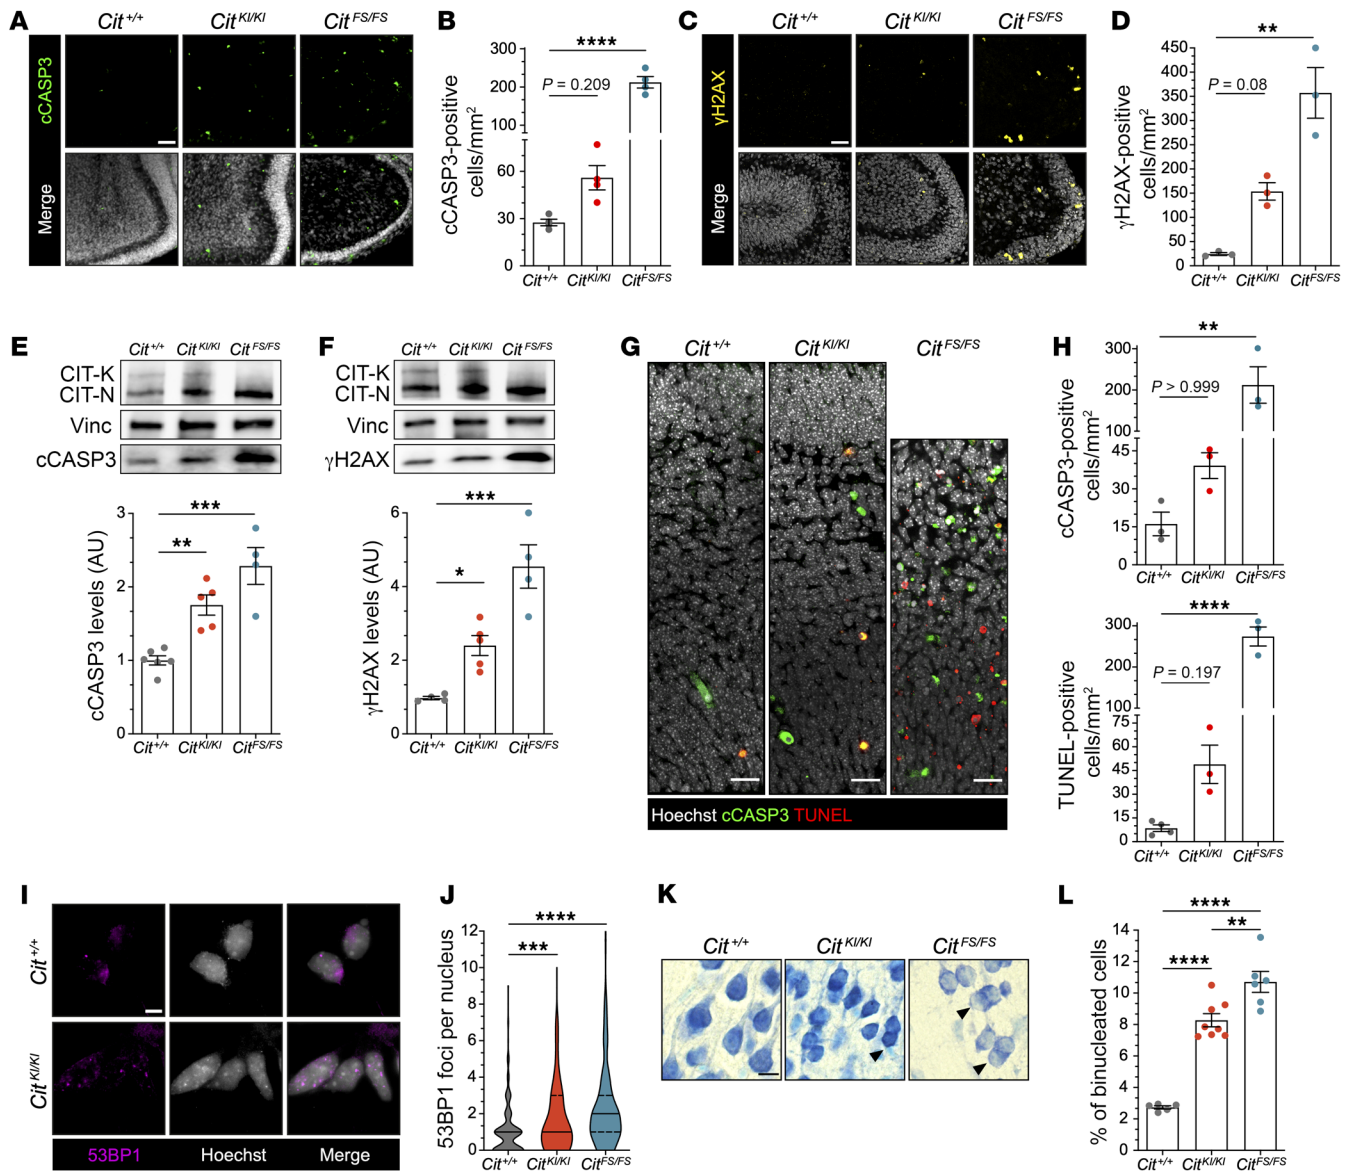 A
Cit+/+ CitKI/KI CitFS/FS
cCASP3
Merge
B
****
P = 0.209
cCASP3-positive
cells/mm2
300
200
100
60
30
0
Cit+/+ CitKI/KI CitFS/FS
C
Cit+/+ CitKI/KI CitFS/FS
γH2AX
Merge
D
**
P = 0.08
γH2AX-positive
cells/mm2
450
400
350
300
250
200
150
100
50
0
Cit+/+ CitKI/KI CitFS/FS
E
Cit+/+ CitKI/KI CitFS/FS
CIT-K
CIT-N
Vinc
cCASP3
***
**
cCASP3 levels (AU)
3
2
1
0
Cit+/+ CitKI/KI CitFS/FS
F
Cit+/+ CitKI/KI CitFS/FS
CIT-K
CIT-N
Vinc
γH2AX
***
*
γH2AX levels (AU)
6
4
2
0
Cit+/+ CitKI/KI CitFS/FS
G
Cit+/+ CitKI/KI CitFS/FS
Hoechst cCASP3 TUNEL
H
**
P > 0.999
cCASP3-positive
cells/mm2
300
200
100
45
30
15
0
Cit+/+ CitKI/KI CitFS/FS
****
P = 0.197
TUNEL-positive
cells/mm2
300
200
100
75
60
45
30
15
0
Cit+/+ CitKI/KI CitFS/FS
I
Cit+/+
CitKI/KI
53BP1 Hoechst Merge
J
****
***
53BP1 foci per nucleus
12
10
8
6
4
2
0
Cit+/+ CitKI/KI CitFS/FS
K
Cit+/+ CitKI/KI CitFS/FS
L
****
**
****
% of binucleated cells
14
12
10
8
6
4
2
0
Cit+/+ CitKI/KI CitFS/FS